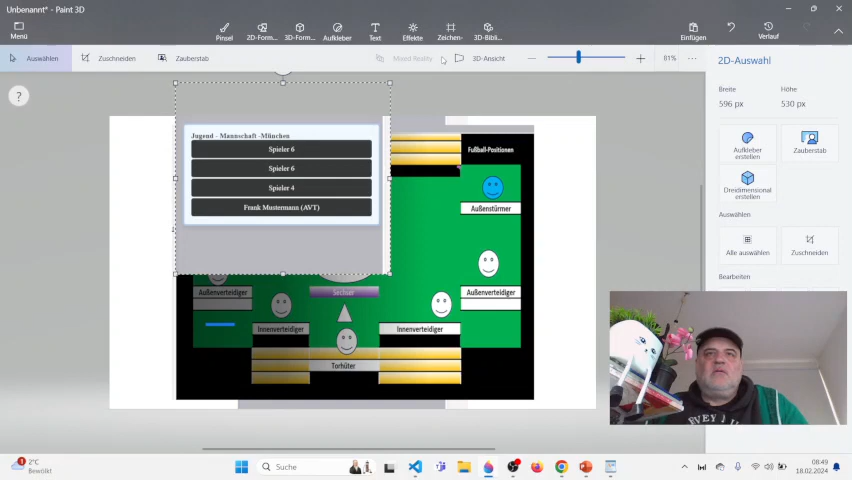 Unbenannt* - Paint 3D
Menü
Pinsel
2D-Form...
3D-Form...
Aufkleber
Text
Effekte
Zeichen-...
3D-Bibli...
Einfügen
Verlauf
Auswählen
Zuschneiden
Zauberstab
Mixed Reality
3D-Ansicht
81%
2D-Auswahl
Breite
Höhe
596 px
530 px
Aufkleber erstellen
Zauberstab
Dreidimensional erstellen
Auswählen
Alle auswählen
Zuschneiden
Bearbeiten
?
Jugend - Mannschaft -München
Spieler 6
Spieler 6
Spieler 4
Frank Mustermann (AVT)
Fußball-Positionen
Außenstürmer
Sechser
Außenverteidiger
Außenverteidiger
Innenverteidiger
Innenverteidiger
Torhüter
1
2°C
Bewölkt
Suche
08:49
18.02.2024